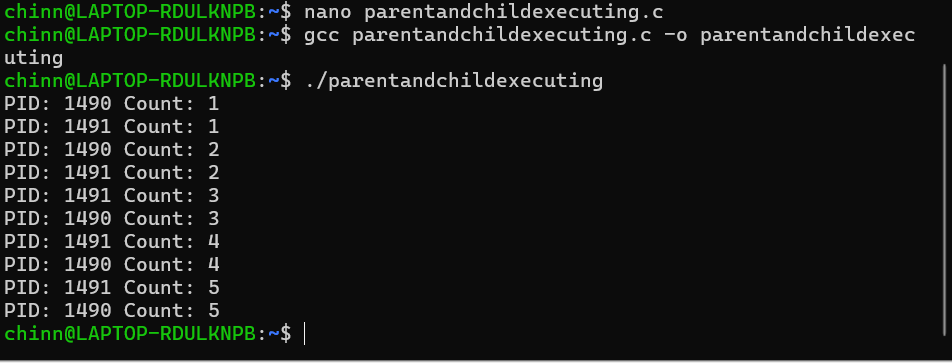 chinn@LAPTOP-RDULKNPB:~$ nano parentandchildexecuting.c
chinn@LAPTOP-RDULKNPB:~$ gcc parentandchildexecuting.c -o parentandchildexec
uting
chinn@LAPTOP-RDULKNPB:~$ ./parentandchildexecuting
PID: 1490 Count: 1
PID: 1491 Count: 1
PID: 1490 Count: 2
PID: 1491 Count: 2
PID: 1491 Count: 3
PID: 1490 Count: 3
PID: 1491 Count: 4
PID: 1490 Count: 4
PID: 1491 Count: 5
PID: 1490 Count: 5
chinn@LAPTOP-RDULKNPB:~$